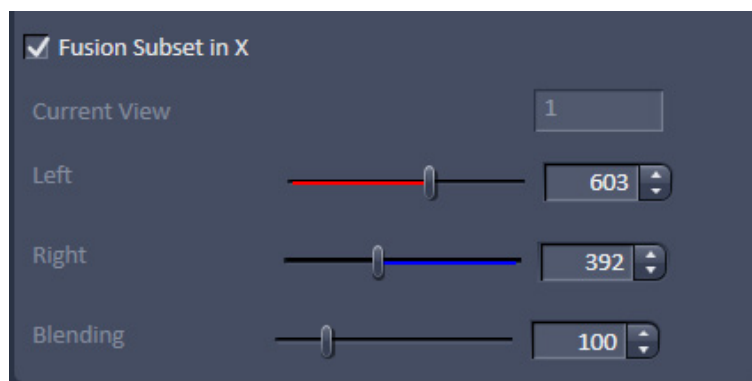 Fusion Subset in X
Current View 1
Left 603
Right 392
Blending 100